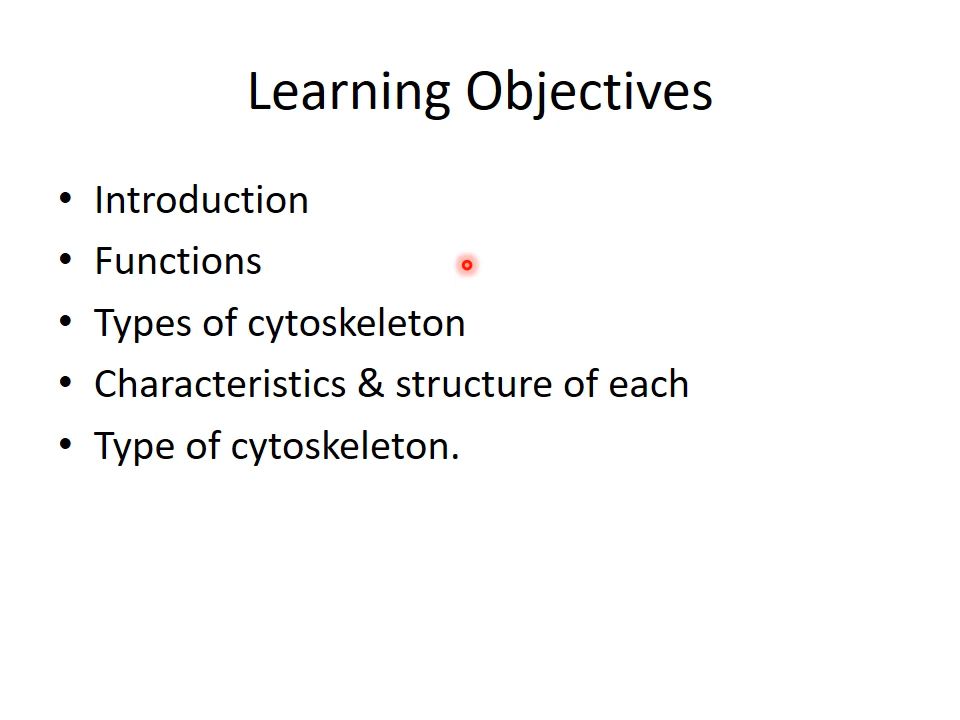 Learning Objectives
• Introduction
• Functions
• Types of cytoskeleton
• Characteristics & structure of each
• Type of cytoskeleton.